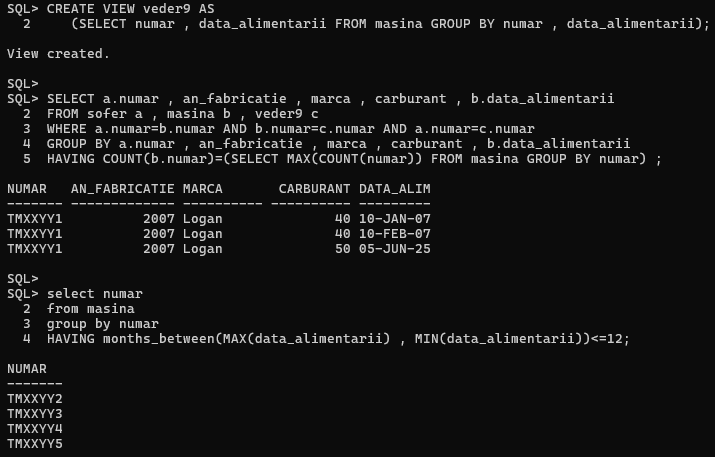 SQL> CREATE VIEW veder9 AS
  2     (SELECT numar , data_alimentarii FROM masina GROUP BY numar , data_alimentarii);

View created.

SQL>
SQL> SELECT a.numar , an_fabricatie , marca , carburant , b.data_alimentarii
  2  FROM sofer a , masina b , veder9 c
  3  WHERE a.numar=b.numar AND b.numar=c.numar AND a.numar=c.numar
  4  GROUP BY a.numar , an_fabricatie , marca , carburant , b.data_alimentarii
  5  HAVING COUNT(b.numar)=(SELECT MAX(COUNT(numar)) FROM masina GROUP BY numar) ;

NUMAR   AN_FABRICATIE MARCA       CARBURANT DATA_ALIM
------- ------------- ---------- ---------- ---------
TMXXYY1          2007 Logan              40 10-JAN-07
TMXXYY1          2007 Logan              40 10-FEB-07
TMXXYY1          2007 Logan              50 05-JUN-25

SQL>
SQL> select numar
  2  from masina
  3  group by numar
  4  HAVING months_between(MAX(data_alimentarii) , MIN(data_alimentarii))<=12;

NUMAR
-------
TMXXYY2
TMXXYY3
TMXXYY4
TMXXYY5